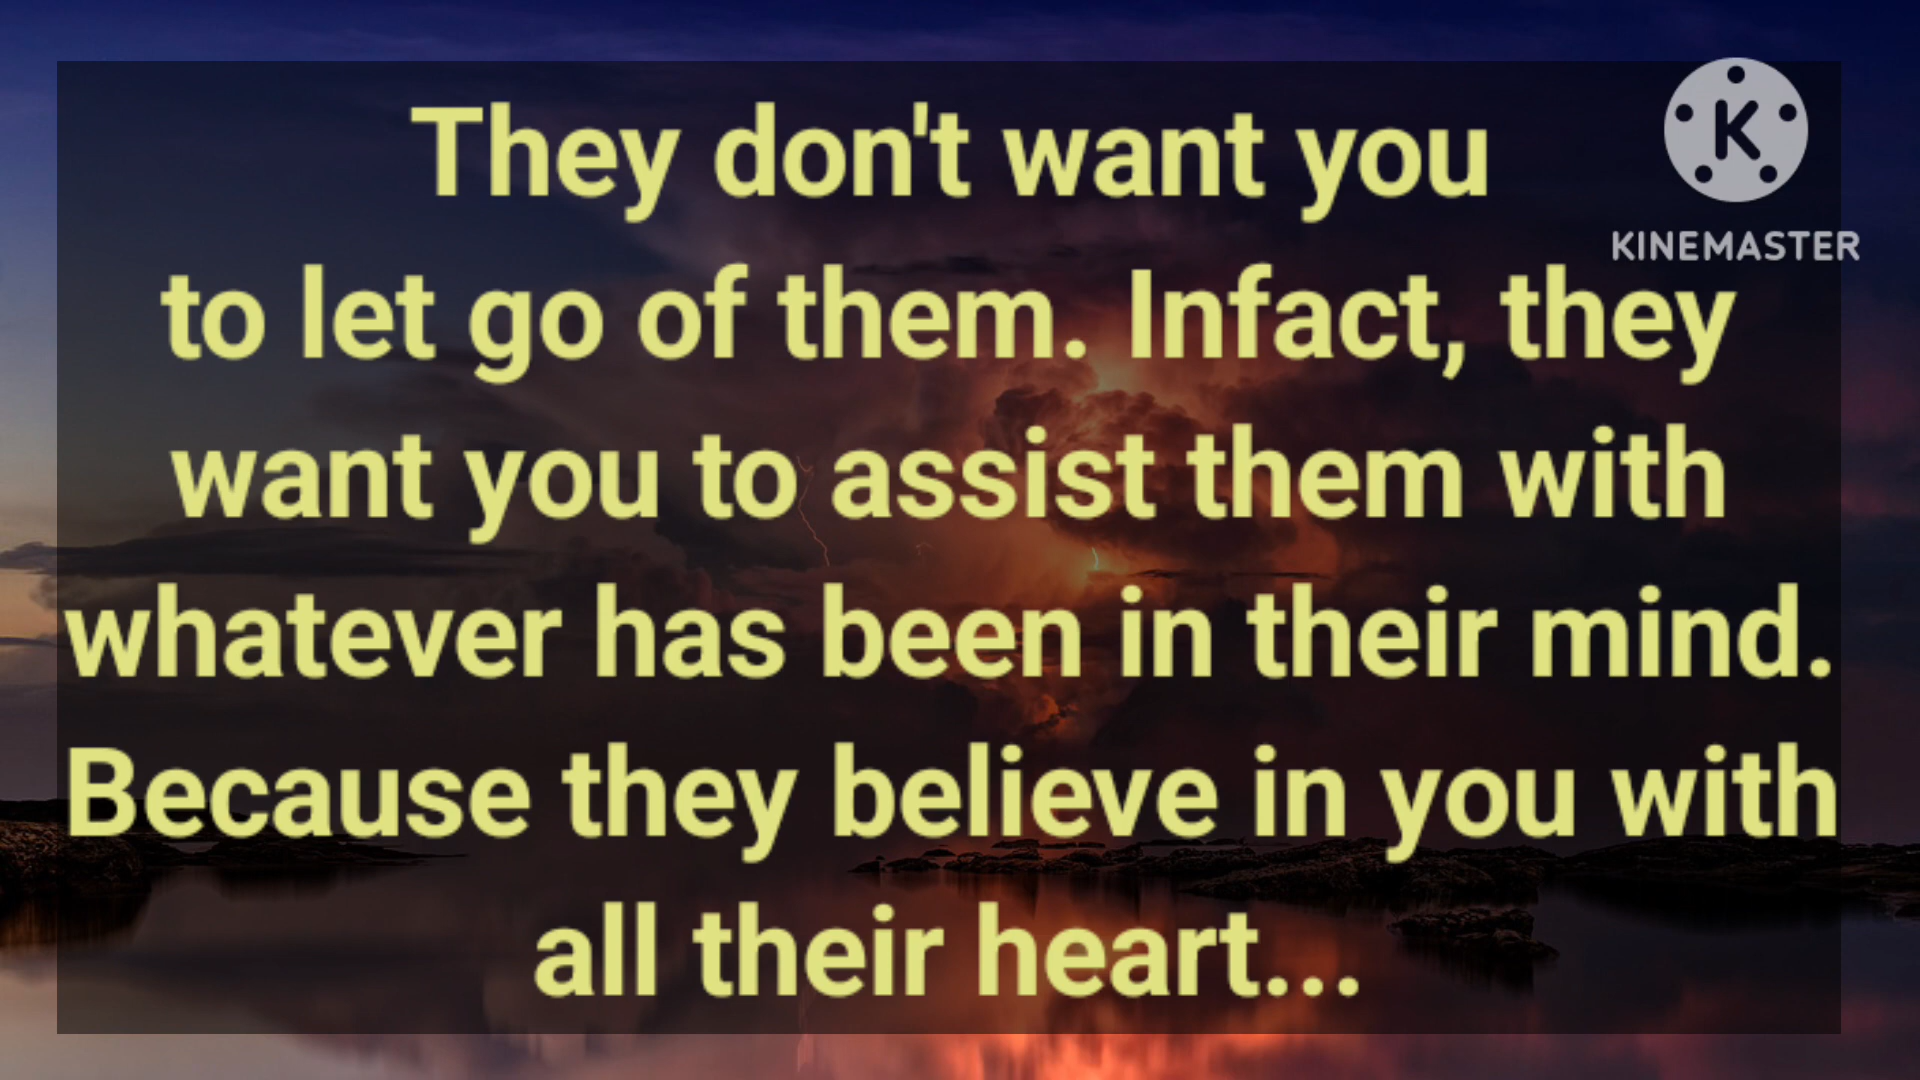 They don't want you
to let go of them. Infact, they
want you to assist them with
whatever has been in their mind.
Because they believe in you with
all their heart...
K
KINEMASTER